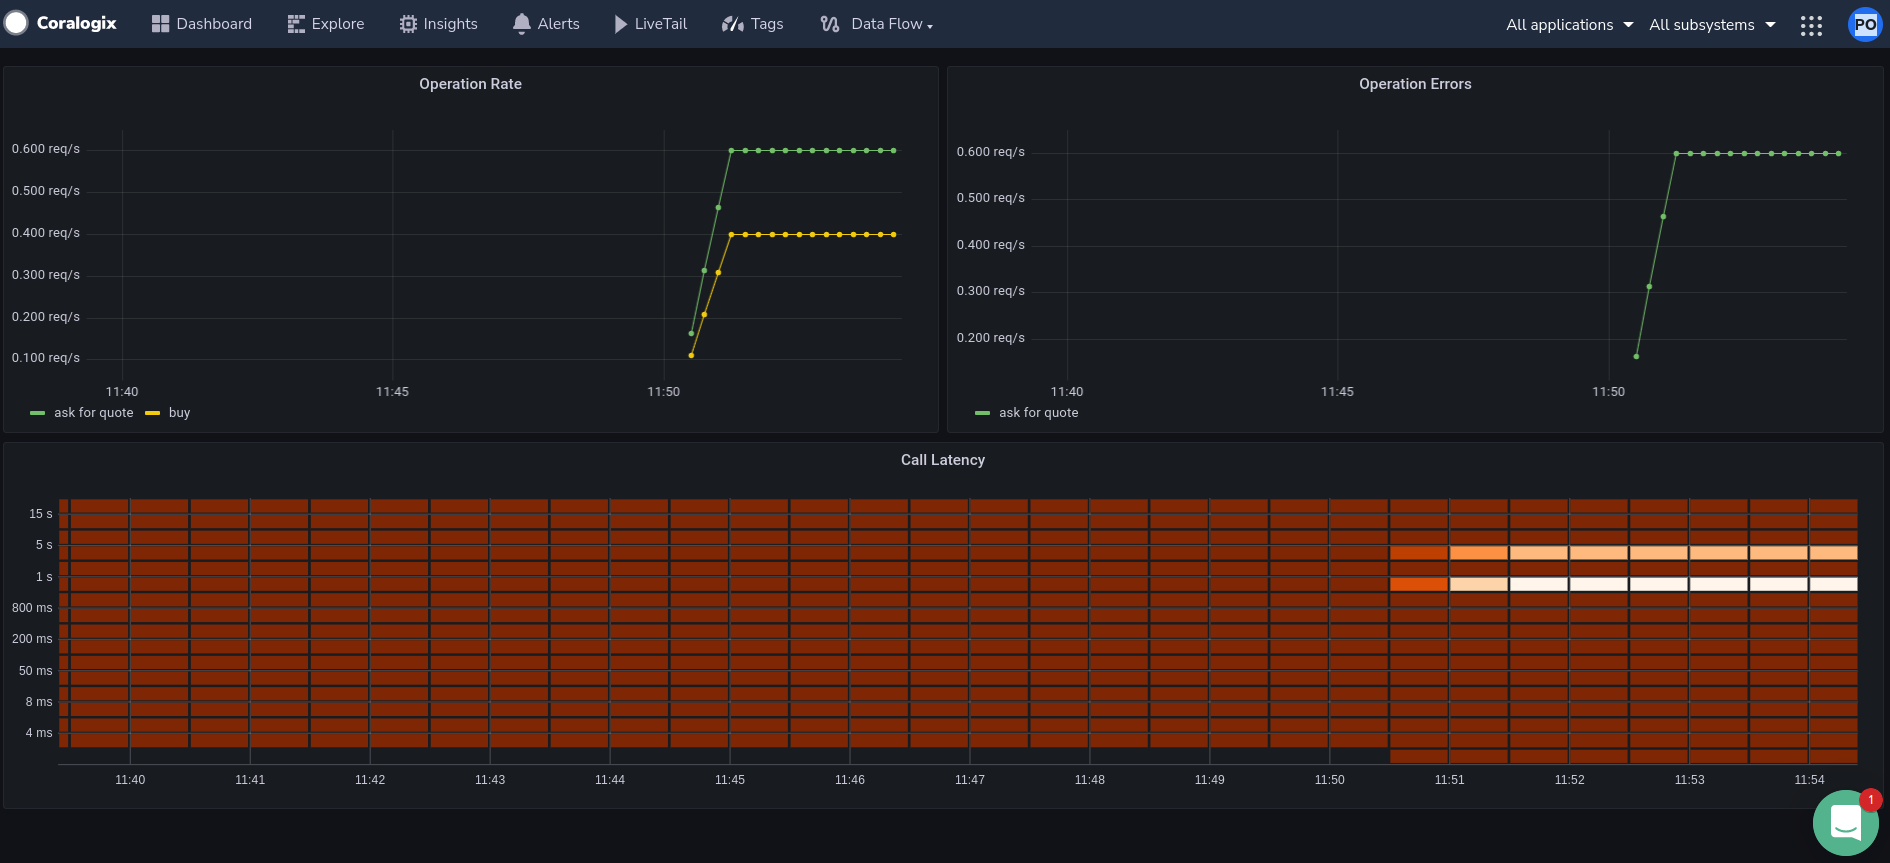 Coralogix Dashboard Explore Insights Alerts LiveTail Tags Data Flow All applications All subsystems PO
Operation Rate
0.600 req/s
0.500 req/s
0.400 req/s
0.300 req/s
0.200 req/s
0.100 req/s
11:40 11:45 11:50
ask for quote buy
Operation Errors
0.600 req/s
0.500 req/s
0.400 req/s
0.300 req/s
0.200 req/s
11:40 11:45 11:50
ask for quote
Call Latency
15 s
5 s
1 s
800 ms
200 ms
50 ms
8 ms
4 ms
11:40 11:41 11:42 11:43 11:44 11:45 11:46 11:47 11:48 11:49 11:50 11:51 11:52 11:53 11:54
1